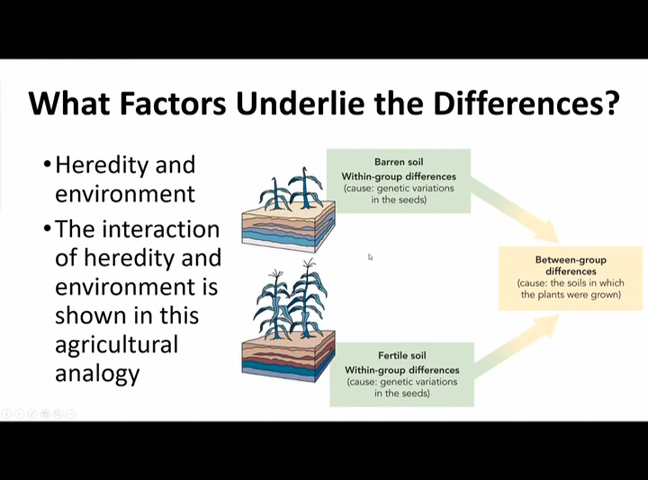 What Factors Underlie the Differences?
•Heredity and
environment
•The interaction
of heredity and
environment is
shown in this
agricultural
analogy
Barren soil
Within-group differences
(cause: genetic variations
in the seeds)
Between-group
differences
(cause: the soils in which
the plants were grown)
Fertile soil
Within-group differences
(cause: genetic variations
in the seeds)